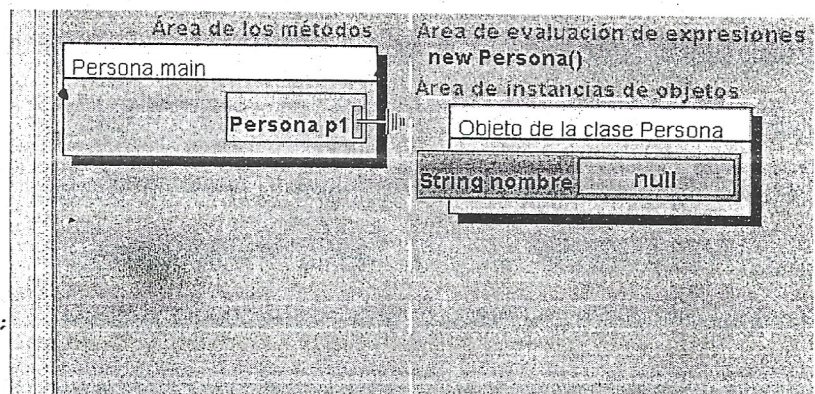 Área de los métodos
Persona.main
Persona p1
Área de evaluación de expresiones
new Persona()
Área de instancias de objetos
Objeto de la clase Persona
String nombre null
;